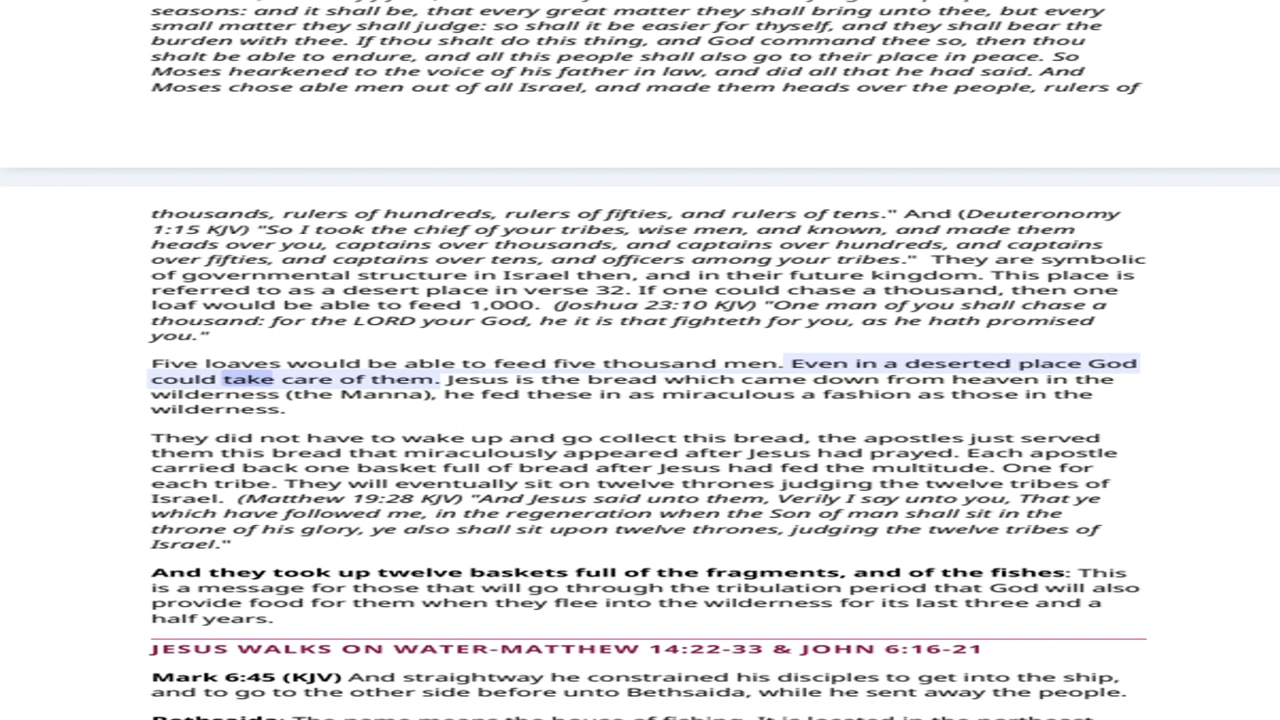 seasons: and it shall be, that every great matter they shall bring unto thee, but every
small matter they shall judge: so shall it be easier for thyself, and they shall bear the
burden with thee. If thou shalt do this thing, and God command thee so, then thou
shalt be able to endure, and all this people shall also go to their place in peace. So
Moses hearkened to the voice of his father in law, and did all that he had said. And
Moses chose able men out of all Israel, and made them heads over the people, rulers of
thousands, rulers of hundreds, rulers of fifties, and rulers of tens." And (Deuteronomy
1:15 KJV) "So I took the chief of your tribes, wise men, and known, and made them
heads over you, captains over thousands, and captains over hundreds, and captains
over fifties, and captains over tens, and officers among your tribes." They are symbolic
of governmental structure in Israel then, and in their future kingdom. This place is
referred to as a desert place in verse 32. If one could chase a thousand, then one
loaf would be able to feed 1,000. (Joshua 23:10 KJV) "One man of you shall chase a
thousand: for the LORD your God, he it is that fighteth for you, as he hath promised
you."
Five loaves would be able to feed five thousand men. Even in a deserted place God
could take care of them. Jesus is the bread which came down from heaven in the
wilderness (the Manna), he fed these in as miraculous a fashion as those in the
wilderness.
They did not have to wake up and go collect this bread, the apostles just served
them this bread that miraculously appeared after Jesus had prayed. Each apostle
carried back one basket full of bread after Jesus had fed the multitude. One for
each tribe. They will eventually sit on twelve thrones judging the twelve tribes of
Israel. (Matthew 19:28 KJV) "And Jesus said unto them, Verily I say unto you, That ye
which have followed me, in the regeneration when the Son of man shall sit in the
throne of his glory, ye also shall sit upon twelve thrones, judging the twelve tribes of
Israel."
And they took up twelve baskets full of the fragments, and of the fishes: This
is a message for those that will go through the tribulation period that God will also
provide food for them when they flee into the wilderness for its last three and a
half years.
JESUS WALKS ON WATER-MATTHEW 14:22-33 & JOHN 6:16-21
Mark 6:45 (KJV) And straightway he constrained his disciples to get into the ship,
and to go to the other side before unto Bethsaida, while he sent away the people.
Bethsaida: The name means the house of fishing. It is located in the northeast